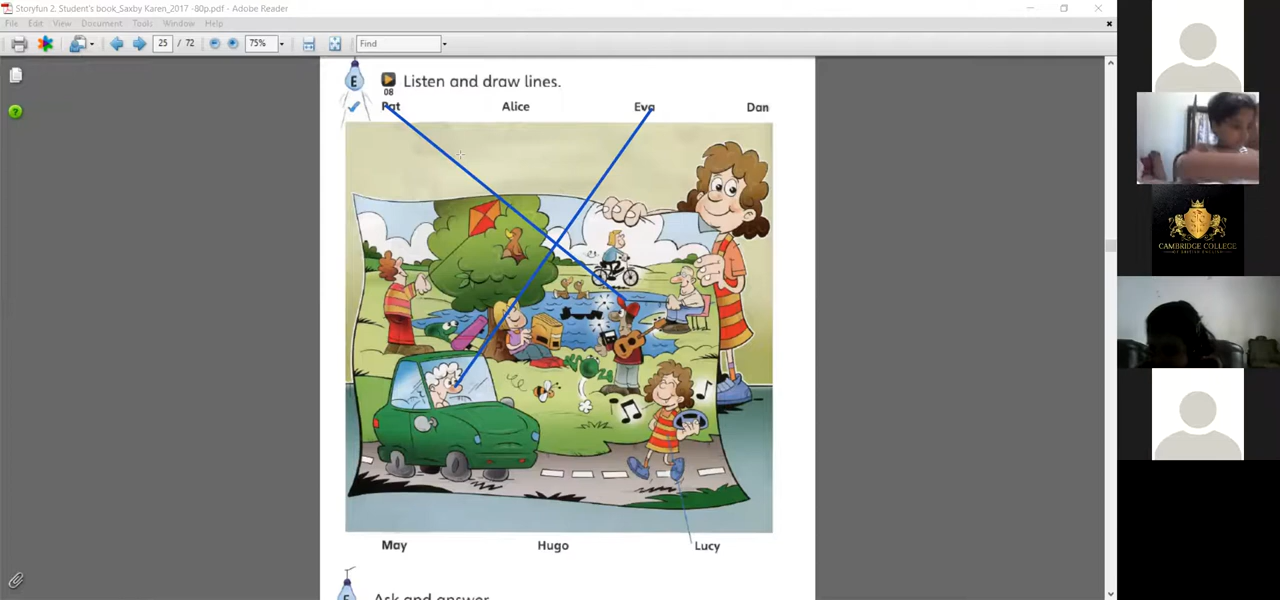 Storyfun 2. Student's book_Saxby Karen_2017 -80p.pdf - Adobe Reader
File Edit View Document Tools Window Help
25 / 72 75% Find
E Listen and draw lines.
08
Pat Alice Eva Dan
CAMBRIDGE COLLEGE
May Hugo Lucy
Ask and answer